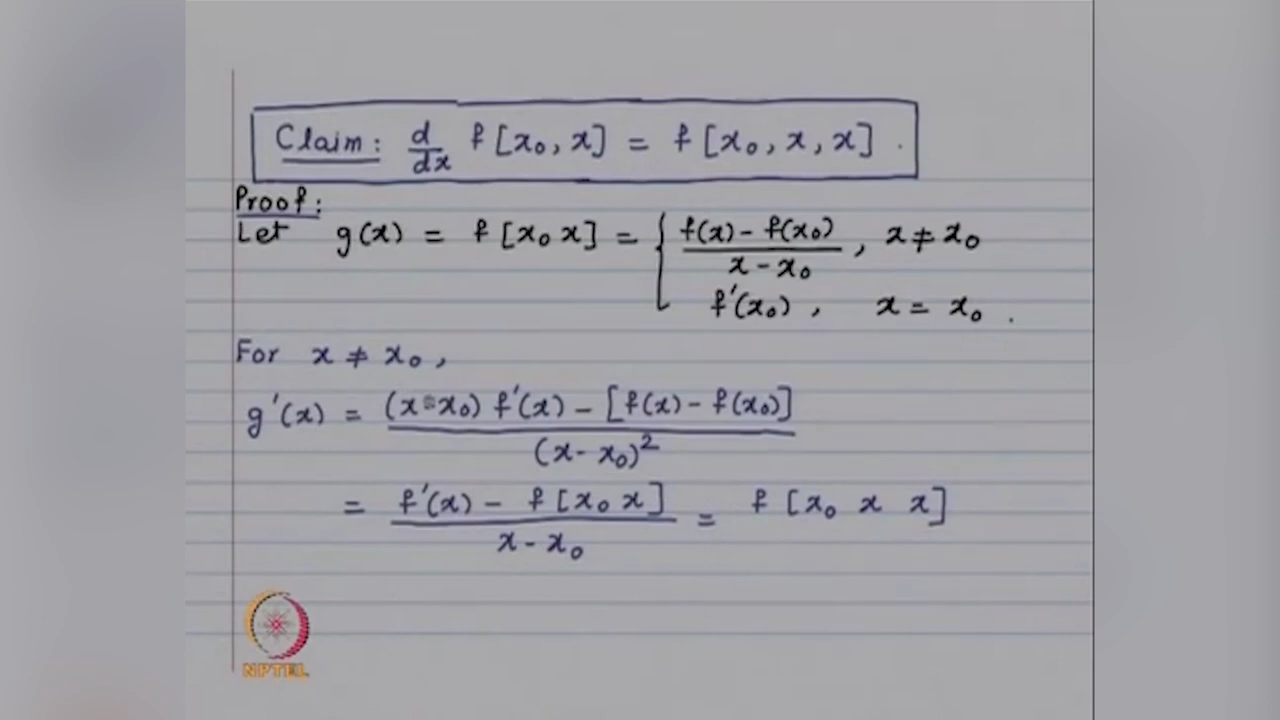 Claim: d/dx f[x₀, x] = f[x₀, x, x].
Proof:
Let g(x) = f[x₀ x] = { (f(x) - f(x₀))/(x - x₀), x ≠ x₀
f'(x₀), x = x₀.
For x ≠ x₀,
g'(x) = ((x - x₀) f'(x) - [f(x) - f(x₀)])/(x - x₀)²
= (f'(x) - f[x₀ x])/(x - x₀) = f[x₀ x x]
NPTEL